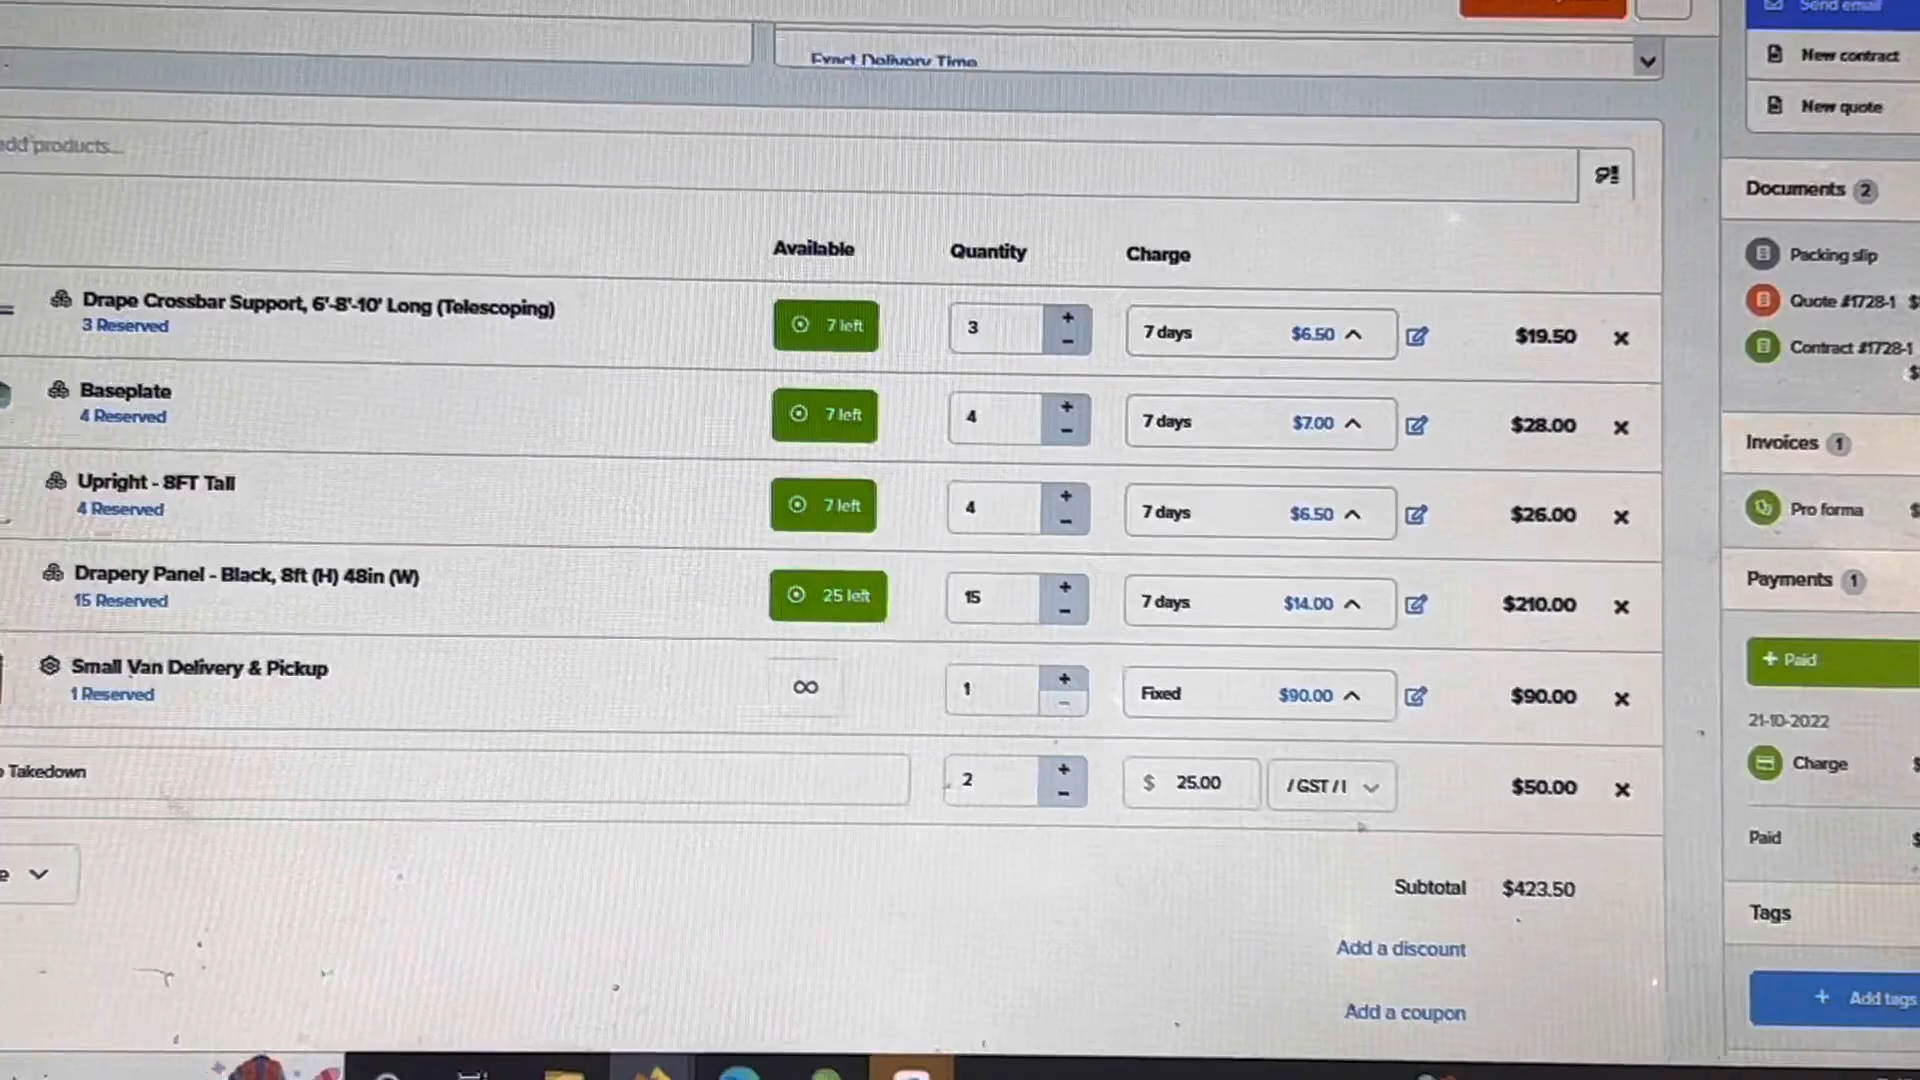 Send email
Exact Delivery Time
New contract
New quote
add products...
Documents 2
Available Quantity Charge
Packing slip
Drape Crossbar Support, 6'-8'-10' Long (Telescoping)
3 Reserved
7 left
3
+
-
7 days $6.50
$19.50
Quote #1728-1 $
Contract #1728-1
$
Baseplate
4 Reserved
7 left
4
+
-
7 days $7.00
$28.00
Invoices 1
Upright - 8FT Tall
4 Reserved
7 left
4
+
-
7 days $6.50
$26.00
Pro forma $
Drapery Panel - Black, 8ft (H) 48in (W)
15 Reserved
25 left
15
+
-
7 days $14.00
$210.00
Payments 1
+ Paid
Small Van Delivery & Pickup
1 Reserved
∞
1
+
-
Fixed $90.00
$90.00
21-10-2022
Charge $
Takedown
2
+
-
$ 25.00
/ GST / I
$50.00
Paid $
Subtotal $423.50
Tags
Add a discount
+ Add tags
Add a coupon